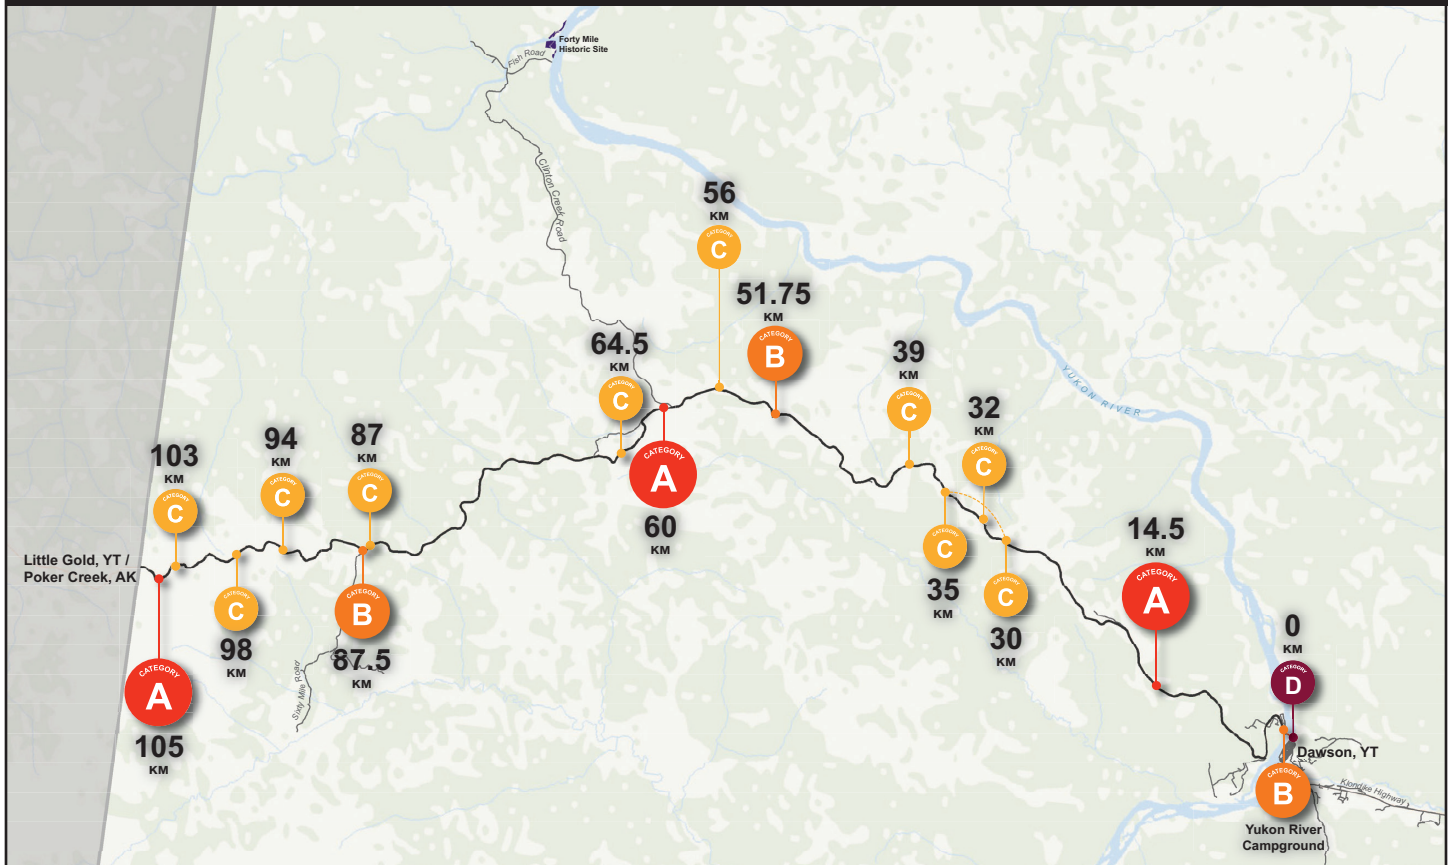 Forty Mile
Historic Site
Fish Road
Clinton Creek Road
56
KM
CATEGORY
C
51.75
KM
CATEGORY
B
64.5
KM
CATEGORY
C
39
KM
CATEGORY
C
YUKON RIVER
32
KM
CATEGORY
C
103
KM
CATEGORY
C
94
KM
CATEGORY
C
87
KM
CATEGORY
C
CATEGORY
A
60
KM
Little Gold, YT /
Poker Creek, AK
CATEGORY
C
35
KM
CATEGORY
C
30
KM
14.5
KM
CATEGORY
A
CATEGORY
C
98
KM
CATEGORY
B
87.5
KM
Sixty Mile Road
CATEGORY
A
105
KM
0
KM
CATEGORY
D
Dawson, YT
CATEGORY
B
Klondike Highway
Yukon River
Campground